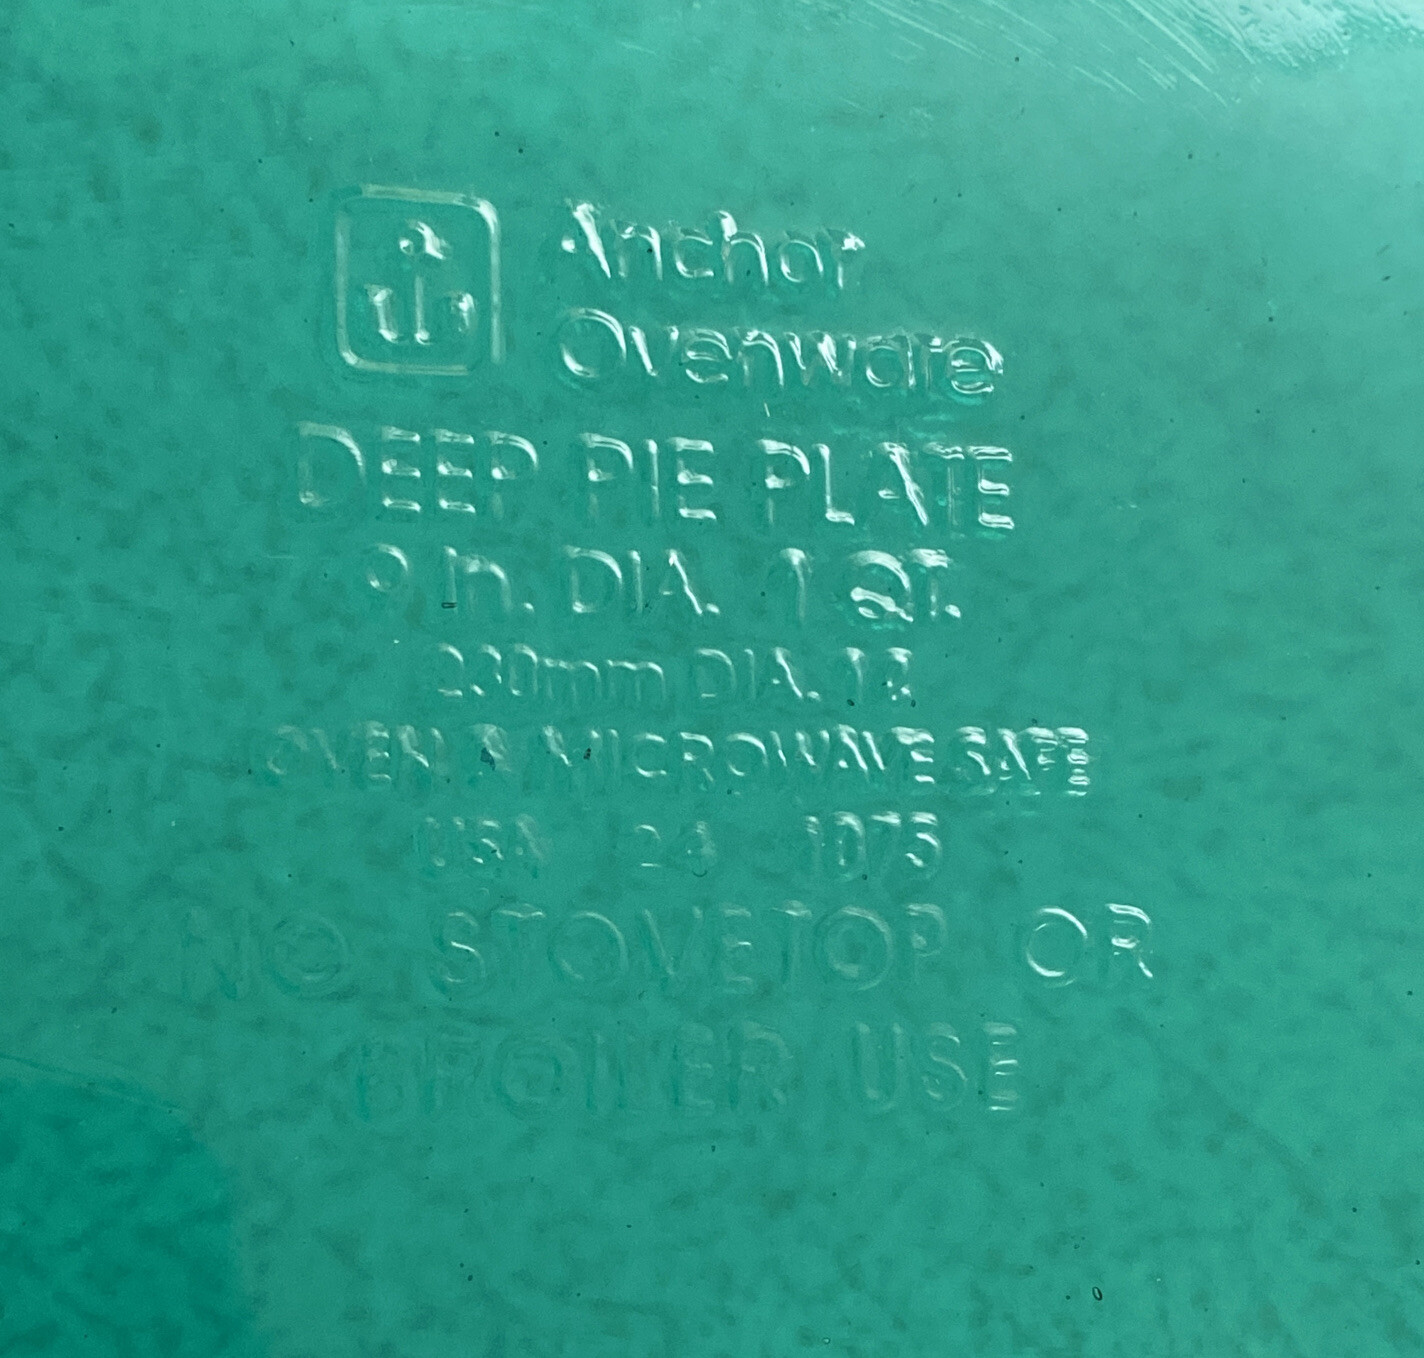 Anchor
Ovenware
DEEP PIE PLATE
9 In. DIA. 1 QT.
230mm DIA. 1
OVEN & MICROWAVE SAFE
USA 24 1075
NO STOVETOP OR
BROILER USE